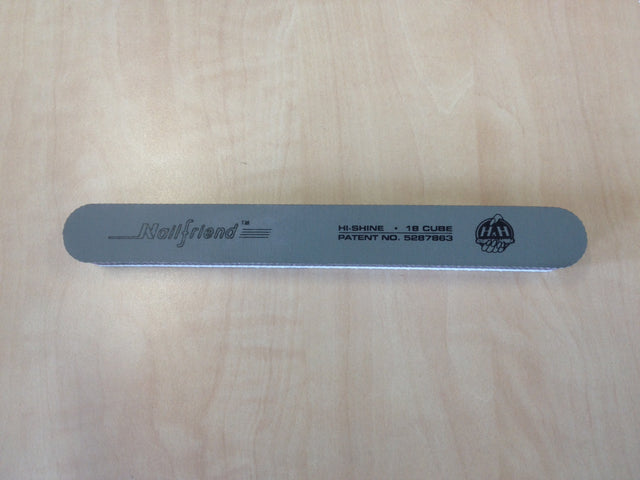 Nailfriend™
HI-SHINE • 18 CUBE
PATENT NO. 5287863
H&H